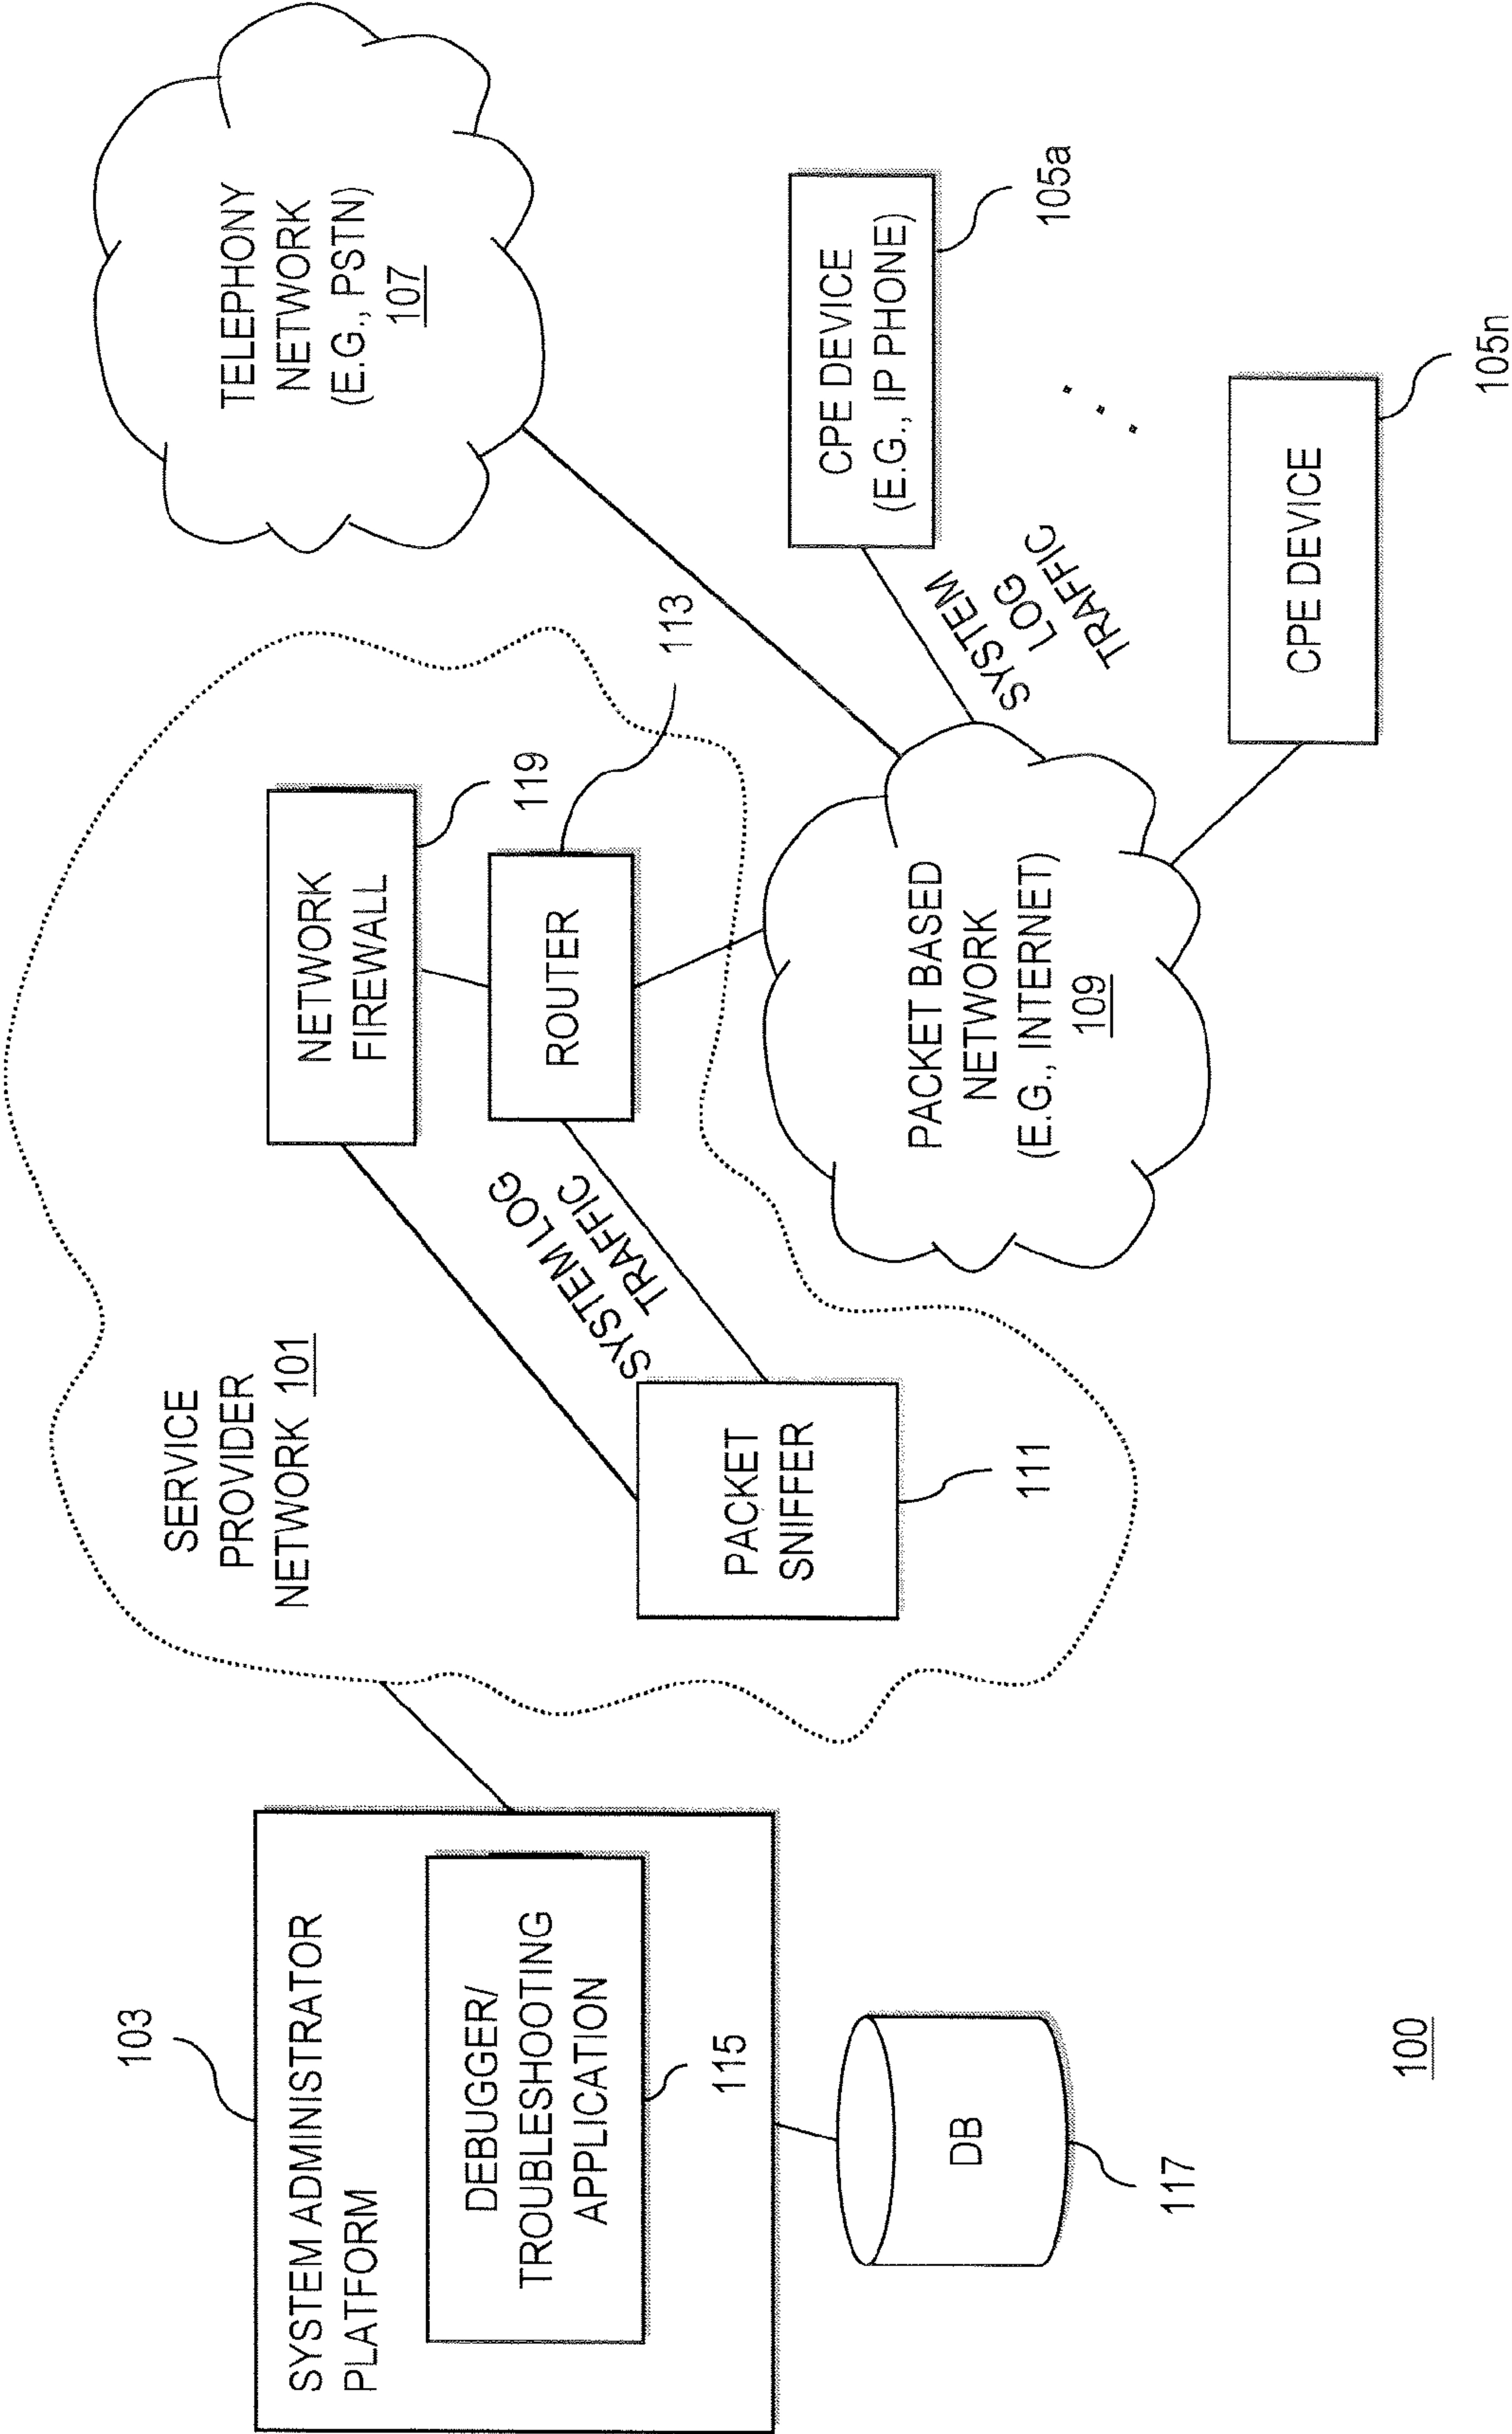 103
SYSTEM ADMINISTRATOR
PLATFORM
DEBUGGER/
TROUBLESHOOTING
APPLICATION
115
DB
117
100
SERVICE
PROVIDER
NETWORK 101
NETWORK
FIREWALL
119
ROUTER
113
SYSTEM LOG
TRAFFIC
PACKET
SNIFFER
111
TELEPHONY
NETWORK
(E.G., PSTN)
107
PACKET BASED
NETWORK
(E.G., INTERNET)
109
SYSTEM
LOG
TRAFFIC
CPE DEVICE
(E.G., IP PHONE)
105a
CPE DEVICE
105n